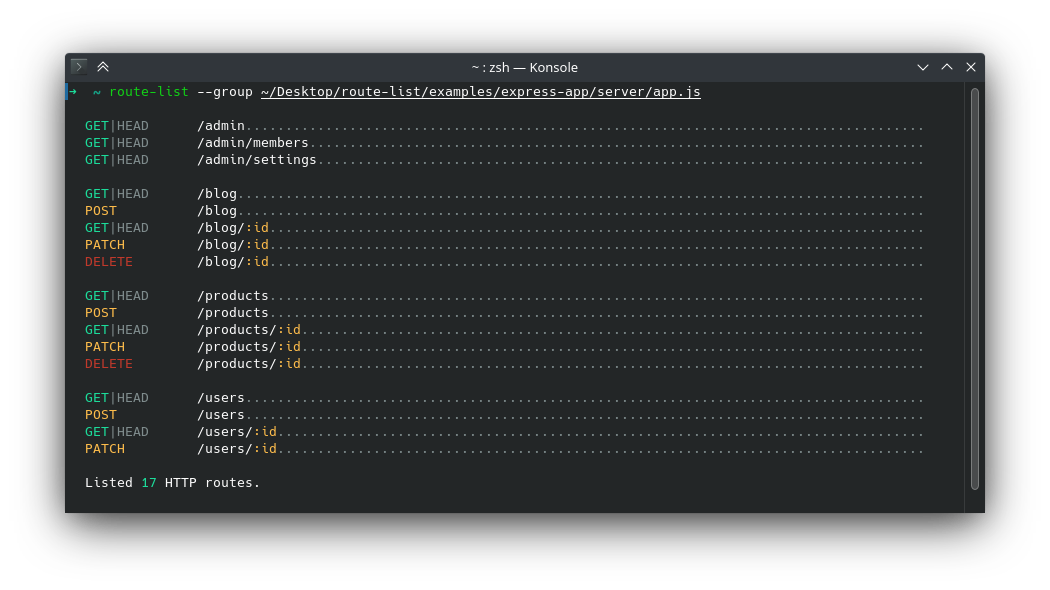 ~ : zsh — Konsole
➜  ~ route-list --group ~/Desktop/route-list/examples/express-app/server/app.js
GET|HEAD      /admin.....................................................................................
GET|HEAD      /admin/members.............................................................................
GET|HEAD      /admin/settings............................................................................
GET|HEAD      /blog......................................................................................
POST          /blog......................................................................................
GET|HEAD      /blog/:id..................................................................................
PATCH         /blog/:id..................................................................................
DELETE        /blog/:id..................................................................................
GET|HEAD      /products..................................................................................
POST          /products..................................................................................
GET|HEAD      /products/:id..............................................................................
PATCH         /products/:id..............................................................................
DELETE        /products/:id..............................................................................
GET|HEAD      /users.....................................................................................
POST          /users.....................................................................................
GET|HEAD      /users/:id.................................................................................
PATCH         /users/:id.................................................................................
Listed 17 HTTP routes.